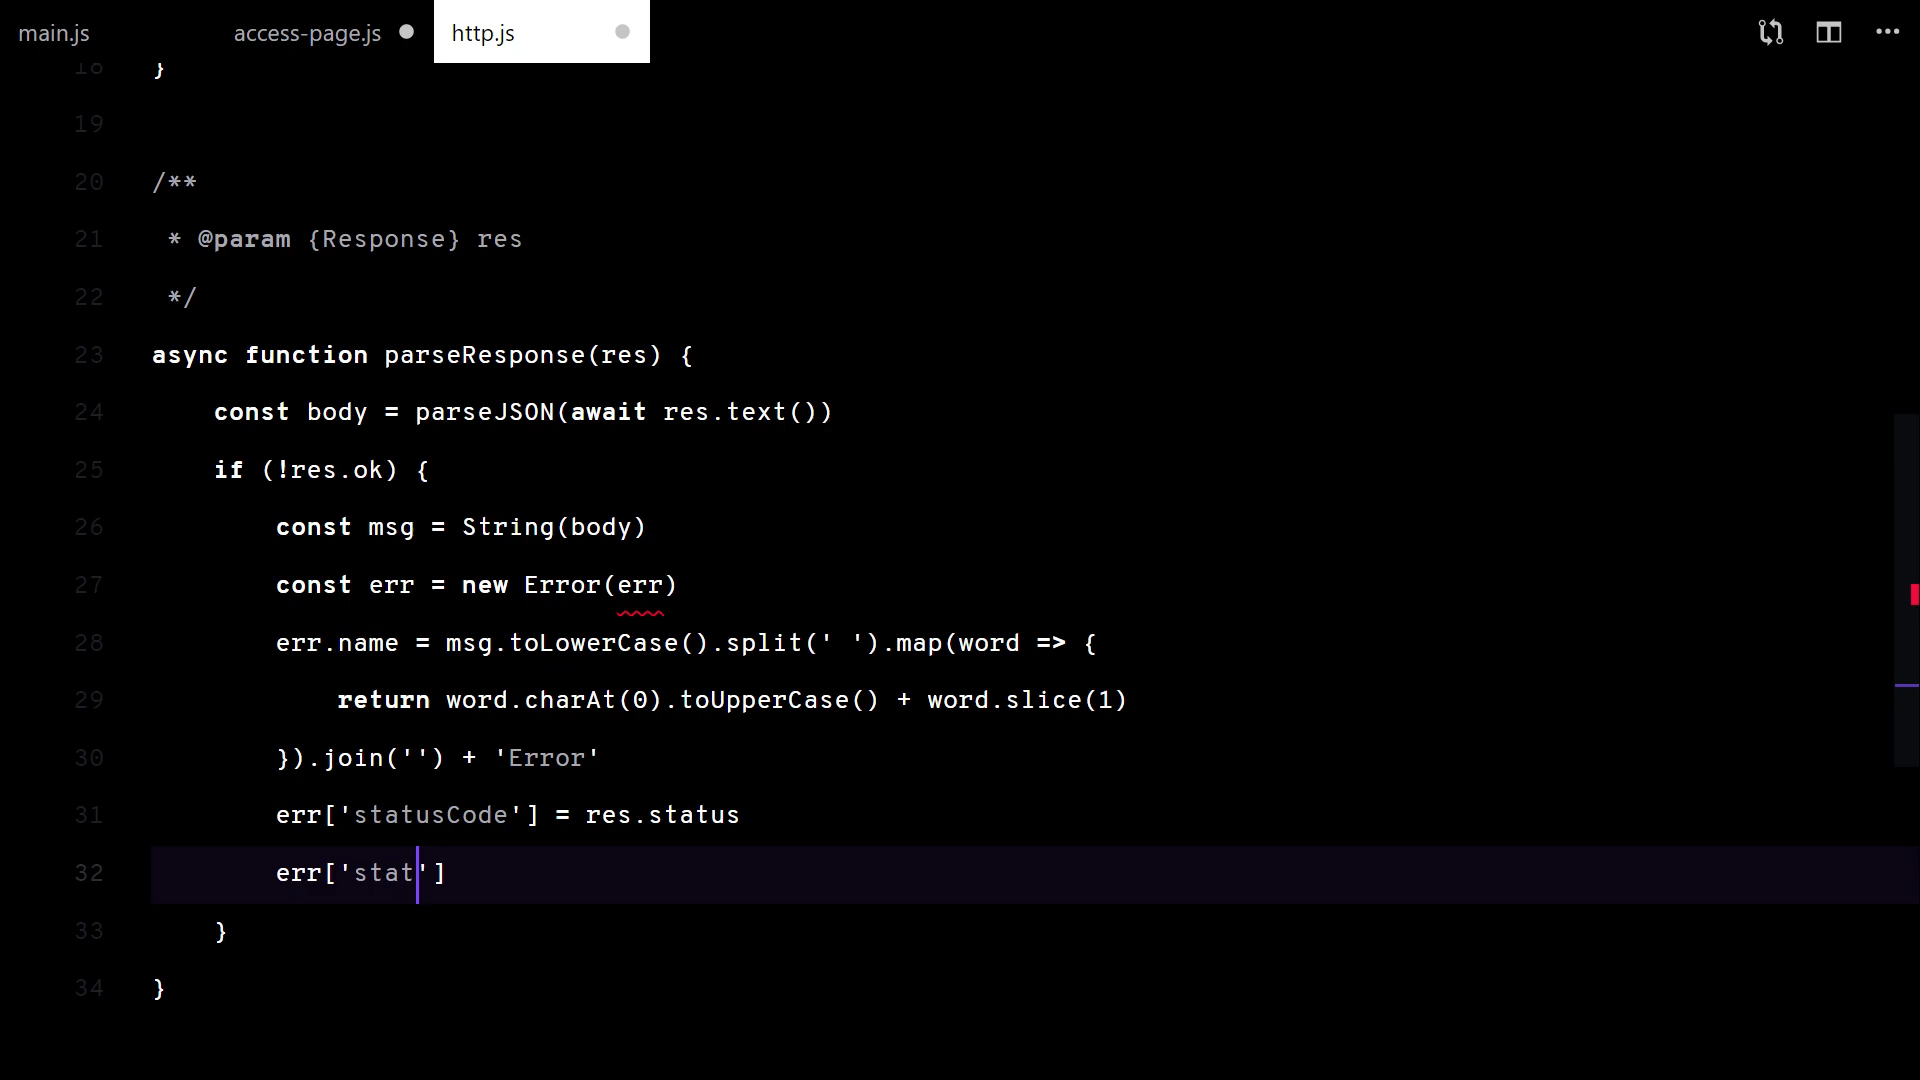 main.js access-page.js http.js
18 }
19
20 /**
21  * @param {Response} res
22  */
23 async function parseResponse(res) {
24     const body = parseJSON(await res.text())
25     if (!res.ok) {
26         const msg = String(body)
27         const err = new Error(err)
28         err.name = msg.toLowerCase().split(' ').map(word => {
29             return word.charAt(0).toUpperCase() + word.slice(1)
30         }).join('') + 'Error'
31         err['statusCode'] = res.status
32         err['stat']
33     }
34 }